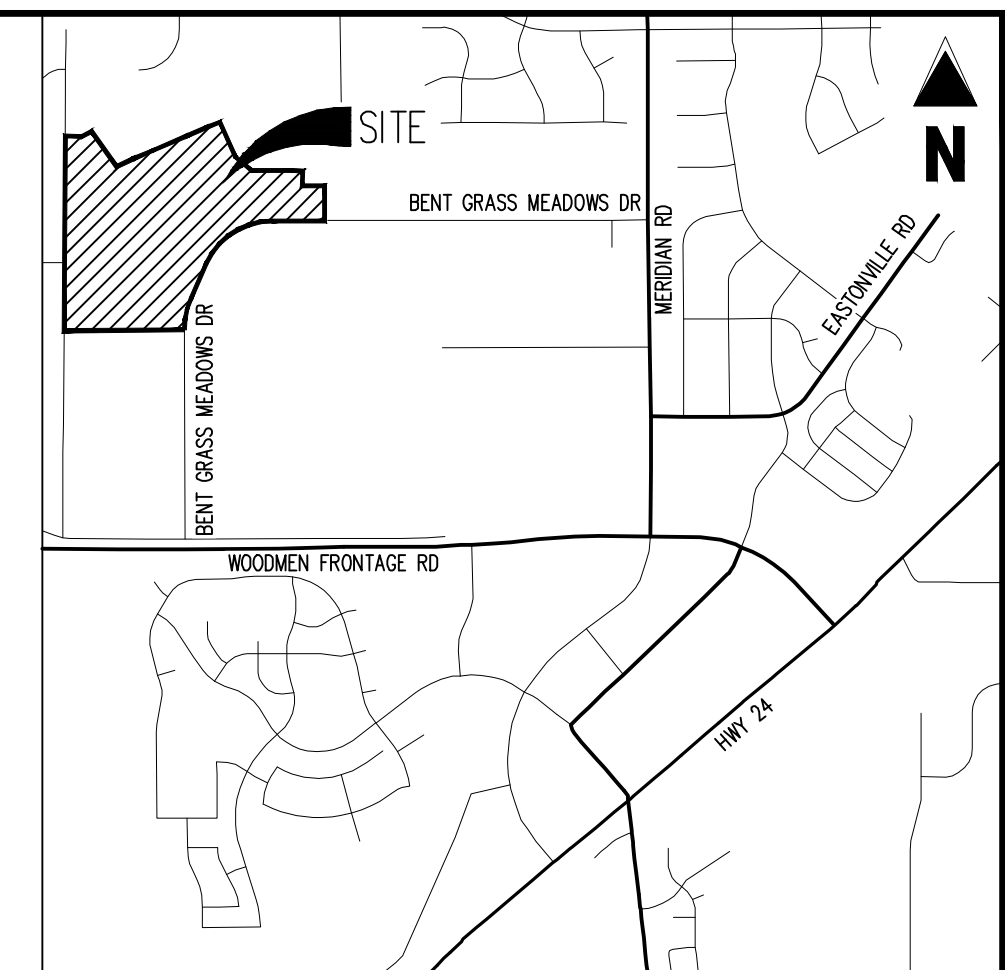 SITE
N
BENT GRASS MEADOWS DR
MERIDIAN RD
EASTONVILLE RD
BENT GRASS MEADOWS DR
WOODMEN FRONTAGE RD
HWY 24